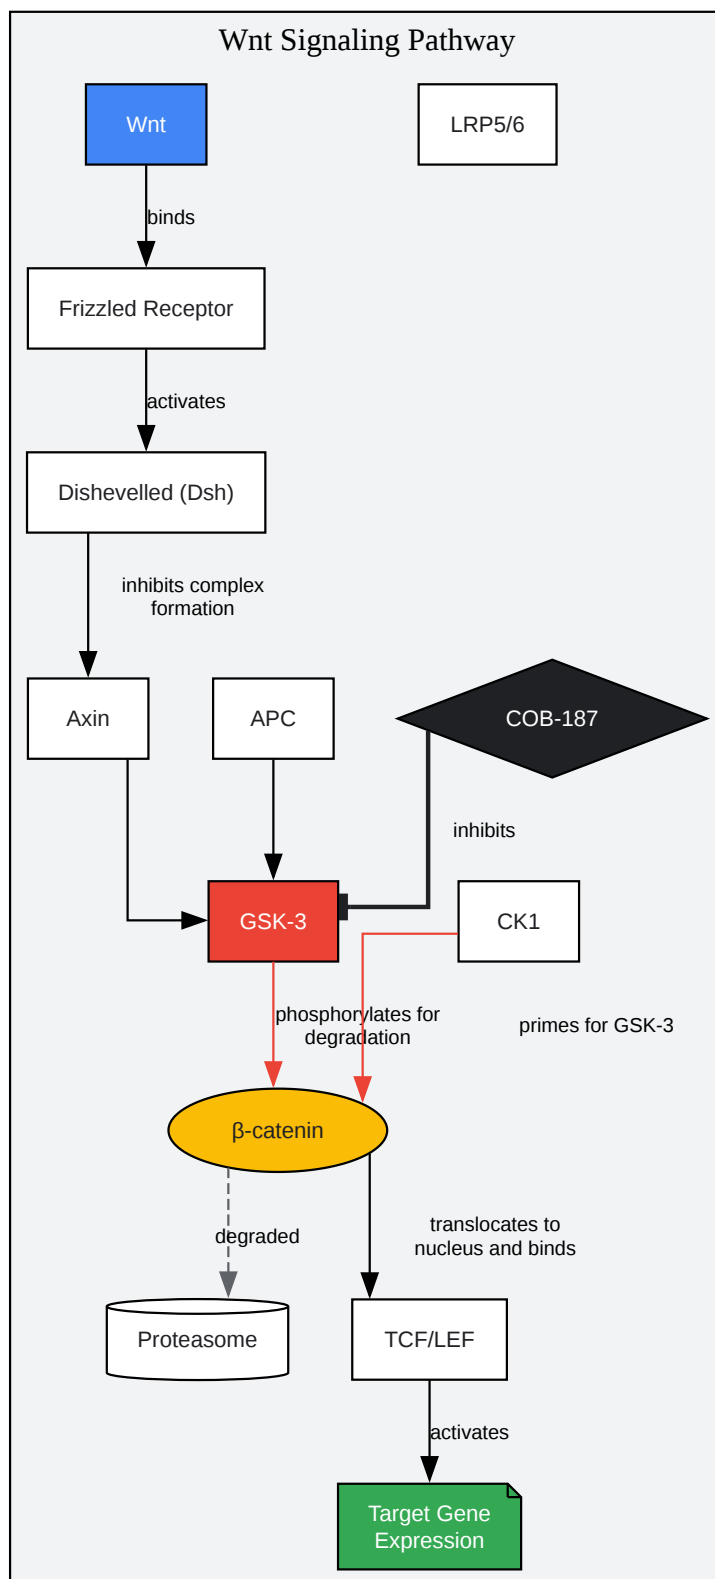 Wnt Signaling Pathway
Wnt
LRP5/6
binds
Frizzled Receptor
activates
Dishevelled (Dsh)
inhibits complex
formation
Axin
APC
COB-187
inhibits
GSK-3
CK1
phosphorylates for
degradation
primes for GSK-3
β-catenin
degraded
translocates to
nucleus and binds
Proteasome
TCF/LEF
activates
Target Gene
Expression